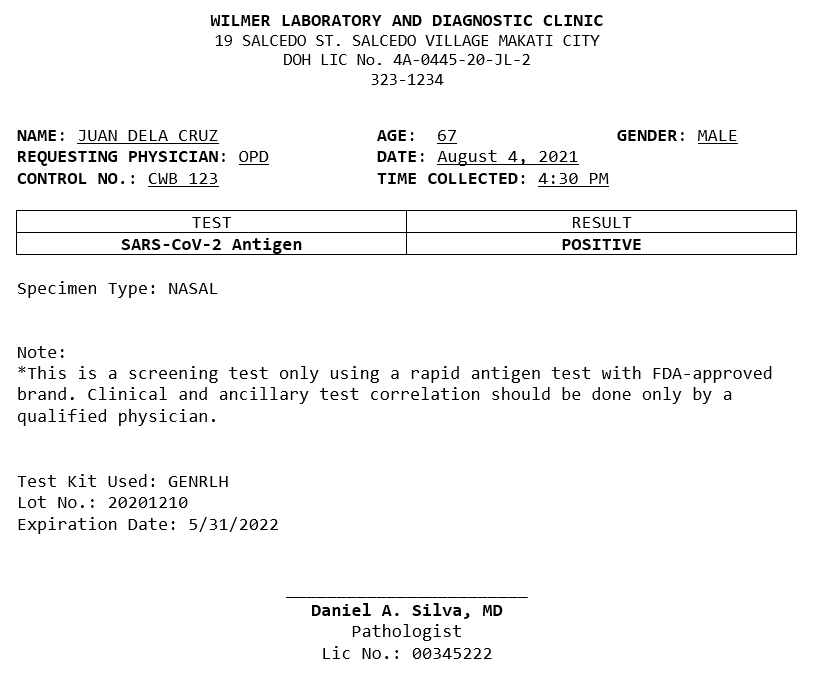 WILMER LABORATORY AND DIAGNOSTIC CLINIC
19 SALCEDO ST. SALCEDO VILLAGE MAKATI CITY
DOH LIC No. 4A-0445-20-JL-2
323-1234
NAME: JUAN DELA CRUZ AGE: 67 GENDER: MALE
REQUESTING PHYSICIAN: OPD DATE: August 4, 2021
CONTROL NO.: CWB 123 TIME COLLECTED: 4:30 PM
TEST RESULT
SARS-CoV-2 Antigen POSITIVE
Specimen Type: NASAL
Note:
*This is a screening test only using a rapid antigen test with FDA-approved
brand. Clinical and ancillary test correlation should be done only by a
qualified physician.
Test Kit Used: GENRLH
Lot No.: 20201210
Expiration Date: 5/31/2022
Daniel A. Silva, MD
Pathologist
Lic No.: 00345222